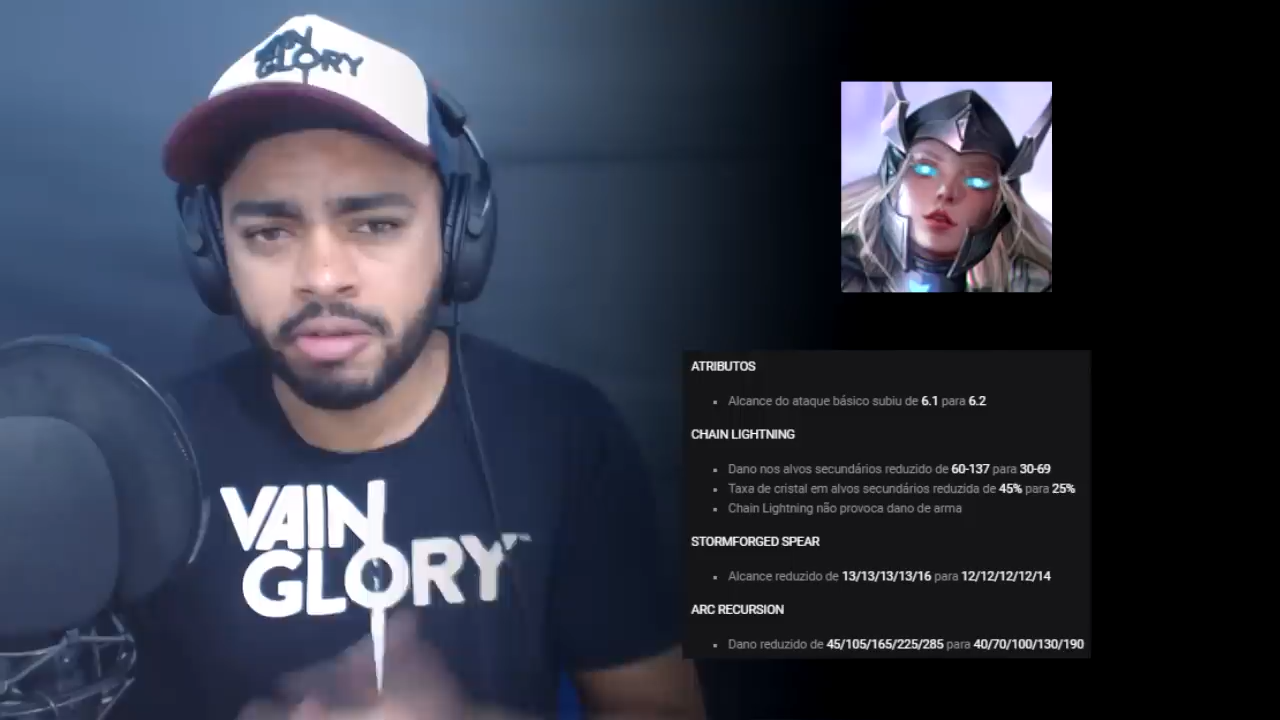 VAIN
GLORY
VAIN
GLORY
ATRIBUTOS
Alcance do ataque básico subiu de 6.1 para 6.2
CHAIN LIGHTNING
Dano nos alvos secundários reduzido de 60-137 para 30-69
Taxa de cristal em alvos secundários reduzida de 45% para 25%
Chain Lightning não provoca dano de arma
STORMFORGED SPEAR
Alcance reduzido de 13/13/13/13/16 para 12/12/12/12/14
ARC RECURSION
Dano reduzido de 45/105/165/225/285 para 40/70/100/130/190